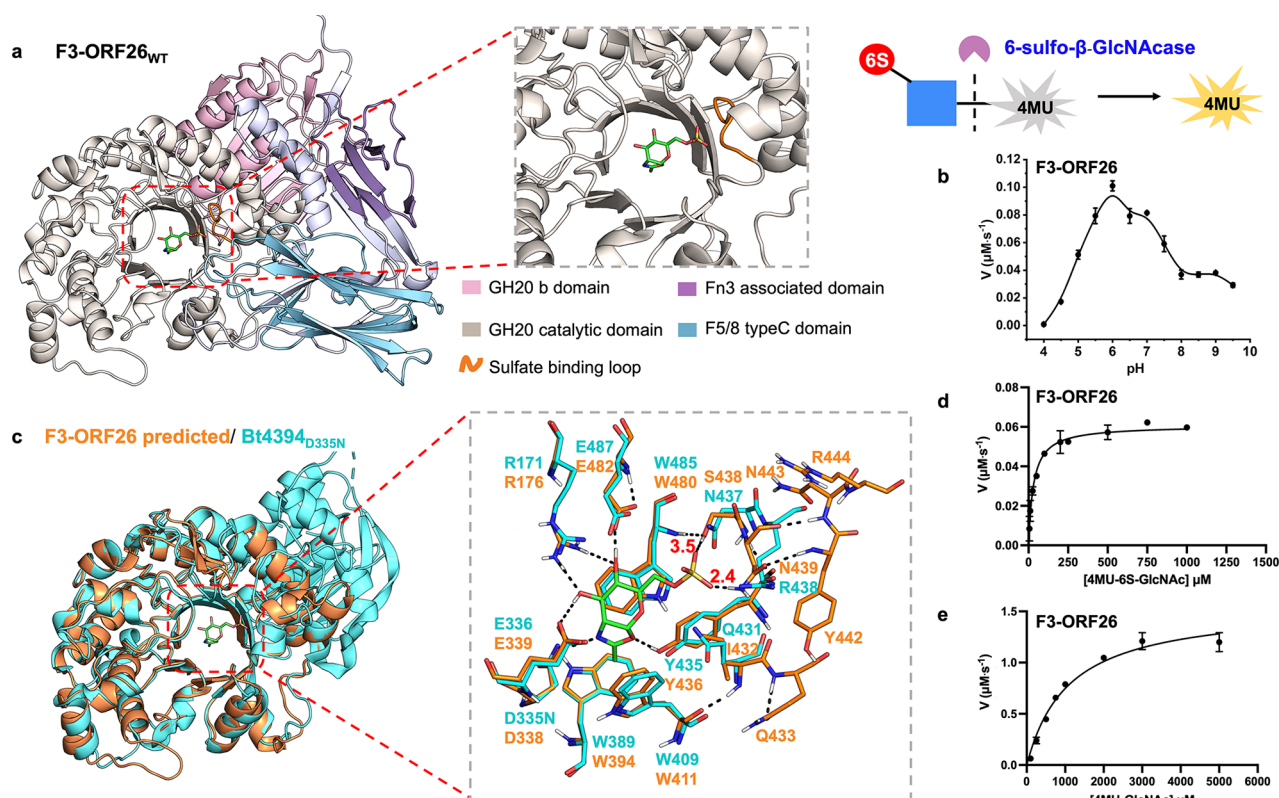 a
F3-ORF26WT
GH20 b domain
Fn3 associated domain
GH20 catalytic domain
F5/8 typeC domain
Sulfate binding loop
6S
6-sulfo-β-GlcNAcase
4MU
4MU
b
F3-ORF26
V (μM·s⁻¹)
0.12
0.10
0.08
0.06
0.04
0.02
0.00
4 5 6 7 8 9 10
pH
c
F3-ORF26 predicted/ Bt4394D335N
E487
E482
R171
R176
W485
W480
S438
N437
N443
R444
3.5
2.4
N439
R438
E336
E339
Q431
I432
Y442
Y435
Y436
D335N
D338
W389
W394
W409
W411
Q433
d
F3-ORF26
V (μM·s⁻¹)
0.08
0.06
0.04
0.02
0.00
0 250 500 750 1000 1250 1500
[4MU-6S-GlcNAc] μM
e
F3-ORF26
V (μM·s⁻¹)
1.5
1.0
0.5
0.0
0 1000 2000 3000 4000 5000 6000
[4MU-GlcNAc] μM